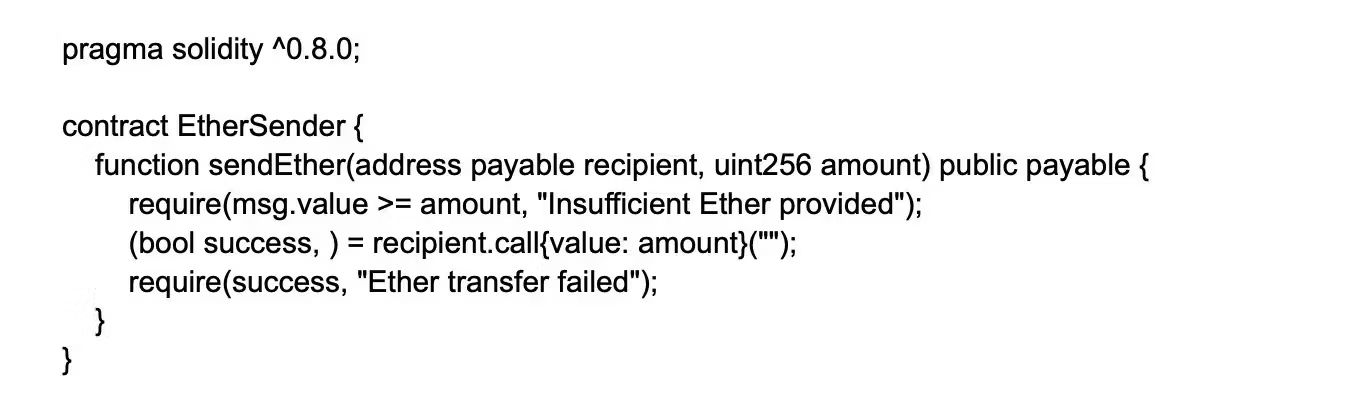 pragma solidity ^0.8.0;
contract EtherSender {
function sendEther(address payable recipient, uint256 amount) public payable {
require(msg.value >= amount, "Insufficient Ether provided");
(bool success, ) = recipient.call{value: amount}("");
require(success, "Ether transfer failed");
}
}